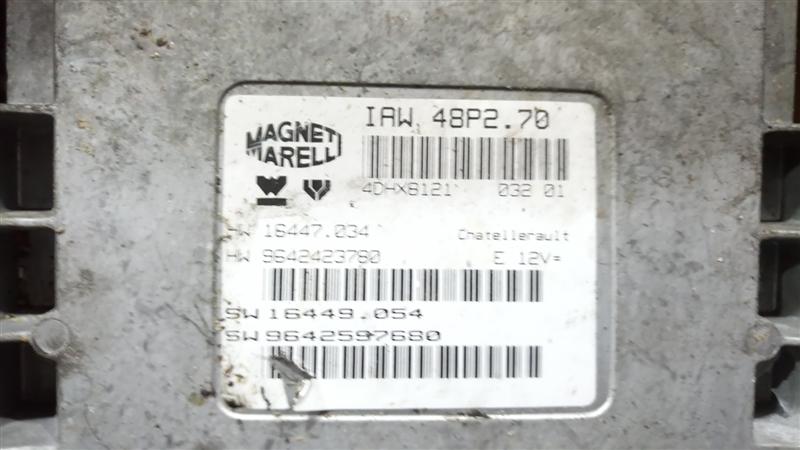 MAGNETI
MARELLI
IAW 48P2.70
4DHX6121 032 01
HW 16447.034 Chatellerault
HW 9642423780 E 12V=
SW 16449.054
SW 9642597680